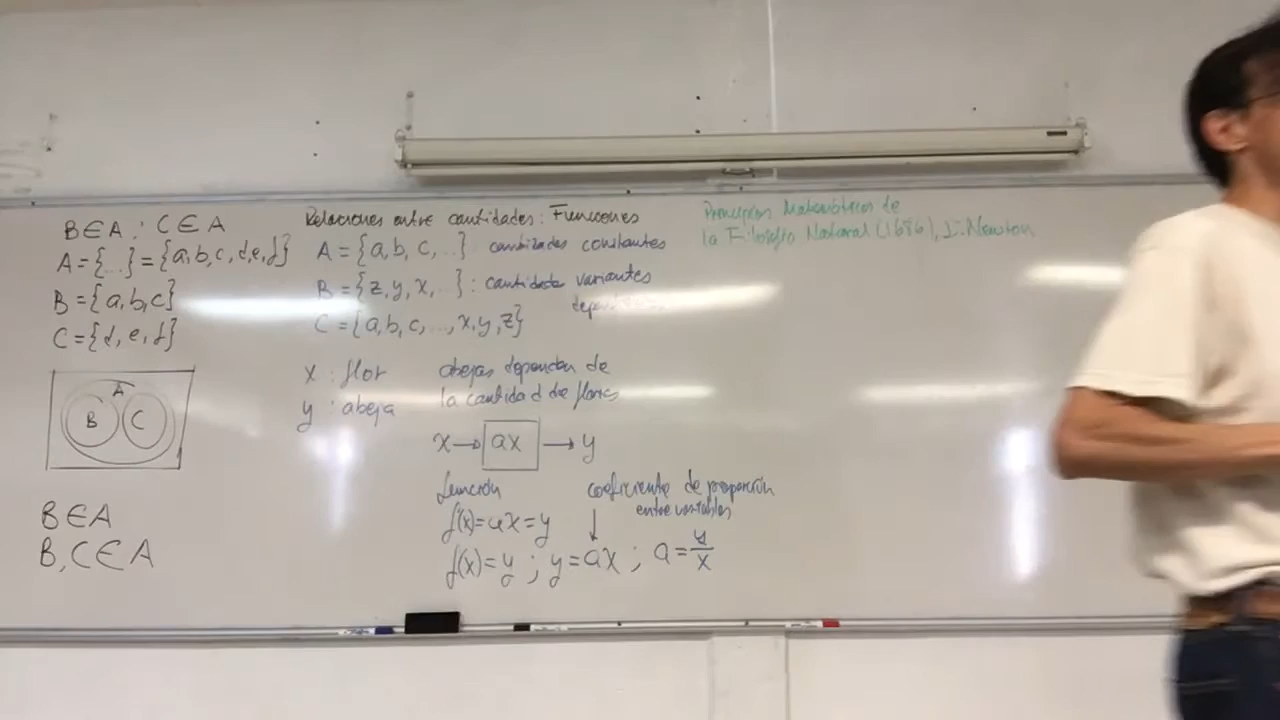 B∈A ; C∈A
A={...}={a,b,c,d,e,f}
B={a,b,c}
C={d,e,f}
A
B C
B∈A
B,C∈A
Relaciones entre cantidades: Funciones
A={a,b,c,...} cantidades constantes
B={z,y,x,...}: cantidades variantes
C={a,b,c,...,x,y,z}
x : flor
y : abeja
abejas dependen de
la cantidad de flores
x→ax→y
función
f(x)=ax=y
coeficiente de proporción
entre variables
f(x)=y ; y=ax ; a=y/x
Principios Matemáticos de
la Filosofía Natural (1686), I. Newton